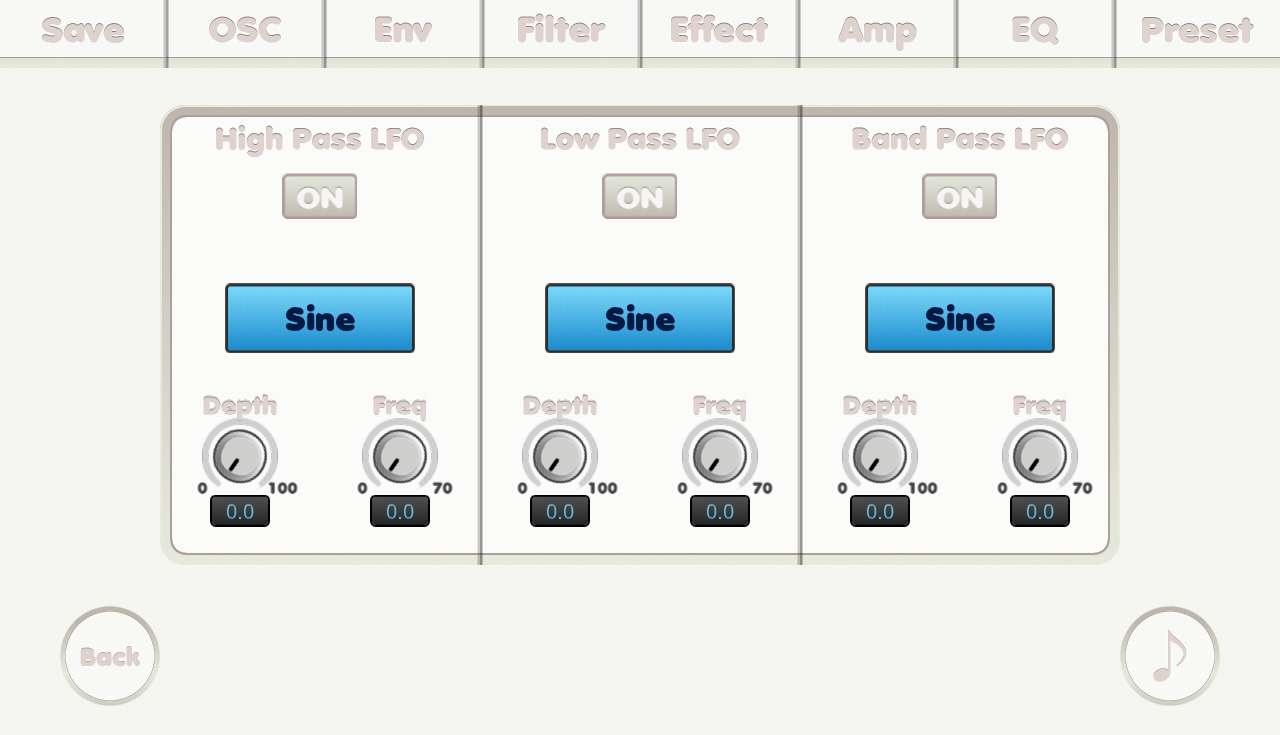 Save OSC Env Filter Effect Amp EQ Preset
High Pass LFO Low Pass LFO Band Pass LFO
ON ON ON
Sine Sine Sine
Depth Freq Depth Freq Depth Freq
0 100 0 70 0 100 0 70 0 100 0 70
0.0 0.0 0.0 0.0 0.0 0.0
Back